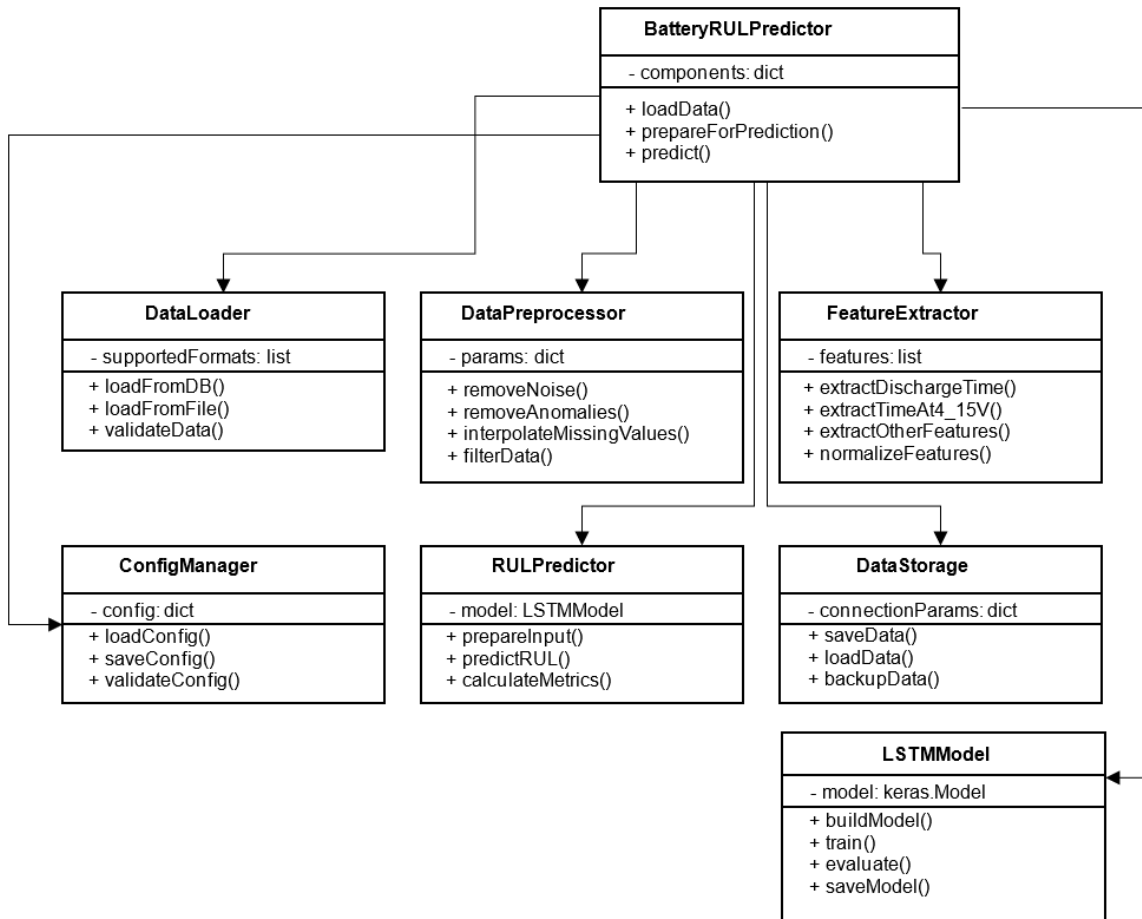 BatteryRULPredictor
- components: dict
+ loadData()
+ prepareForPrediction()
+ predict()
DataLoader
- supportedFormats: list
+ loadFromDB()
+ loadFromFile()
+ validateData()
DataPreprocessor
- params: dict
+ removeNoise()
+ removeAnomalies()
+ interpolateMissingValues()
+ filterData()
FeatureExtractor
- features: list
+ extractDischargeTime()
+ extractTimeAt4_15V()
+ extractOtherFeatures()
+ normalizeFeatures()
ConfigManager
- config: dict
+ loadConfig()
+ saveConfig()
+ validateConfig()
RULPredictor
- model: LSTMModel
+ prepareInput()
+ predictRUL()
+ calculateMetrics()
DataStorage
- connectionParams: dict
+ saveData()
+ loadData()
+ backupData()
LSTMModel
- model: keras.Model
+ buildModel()
+ train()
+ evaluate()
+ saveModel()